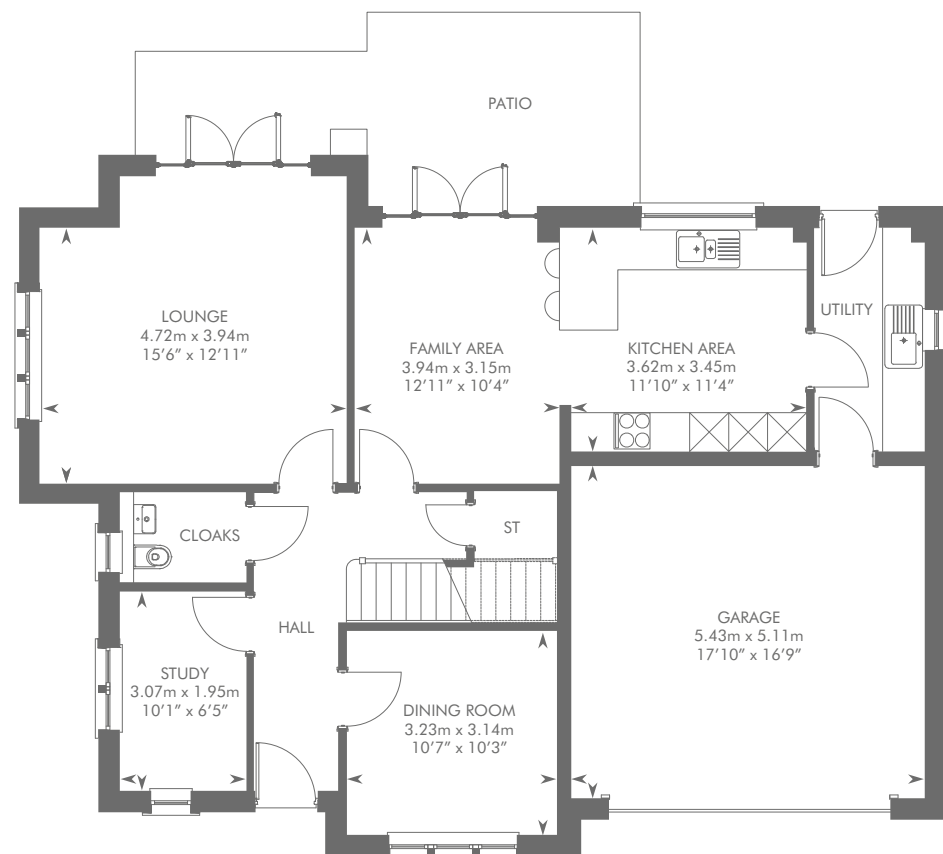 PATIO
LOUNGE
4.72m x 3.94m
15’6” x 12’11”
FAMILY AREA
3.94m x 3.15m
12’11” x 10’4”
KITCHEN AREA
3.62m x 3.45m
11’10” x 11’4”
UTILITY
CLOAKS
ST
HALL
STUDY
3.07m x 1.95m
10’1” x 6’5”
DINING ROOM
3.23m x 3.14m
10’7” x 10’3”
GARAGE
5.43m x 5.11m
17’10” x 16’9”